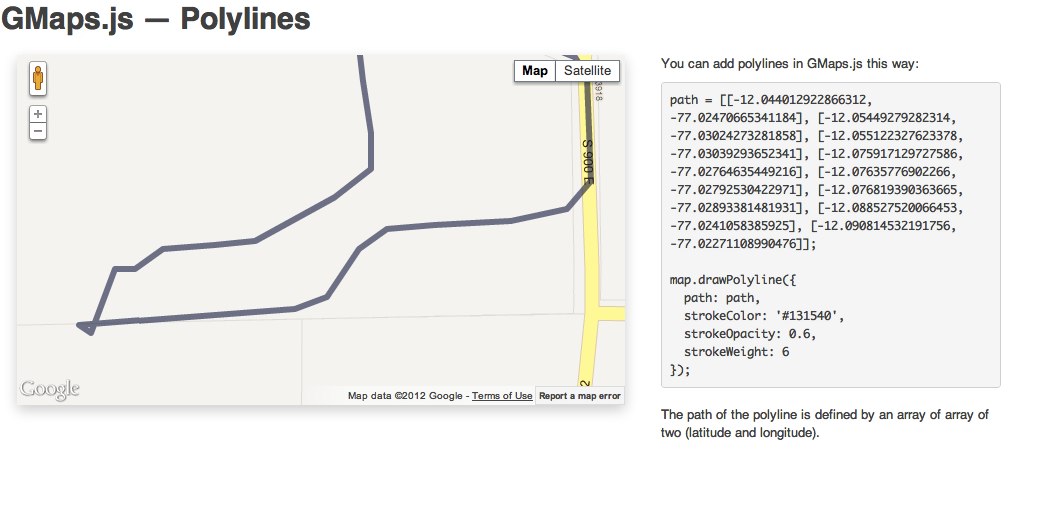 GMaps.js — Polylines
Map
Satellite
3918
S 900 E
2
Google
Map data ©2012 Google - Terms of Use
Report a map error
You can add polylines in GMaps.js this way:
path = [[-12.044012922866312,
-77.02470665341184], [-12.05449279282314,
-77.03024273281858], [-12.055122327623378,
-77.03039293652341], [-12.075917129727586,
-77.02764635449216], [-12.07635776902266,
-77.02792530422971], [-12.076819390363665,
-77.02893381481931], [-12.088527520066453,
-77.0241058385925], [-12.090814532191756,
-77.02271108990476]];
map.drawPolyline({
path: path,
strokeColor: '#131540',
strokeOpacity: 0.6,
strokeWeight: 6
});
The path of the polyline is defined by an array of array of
two (latitude and longitude).